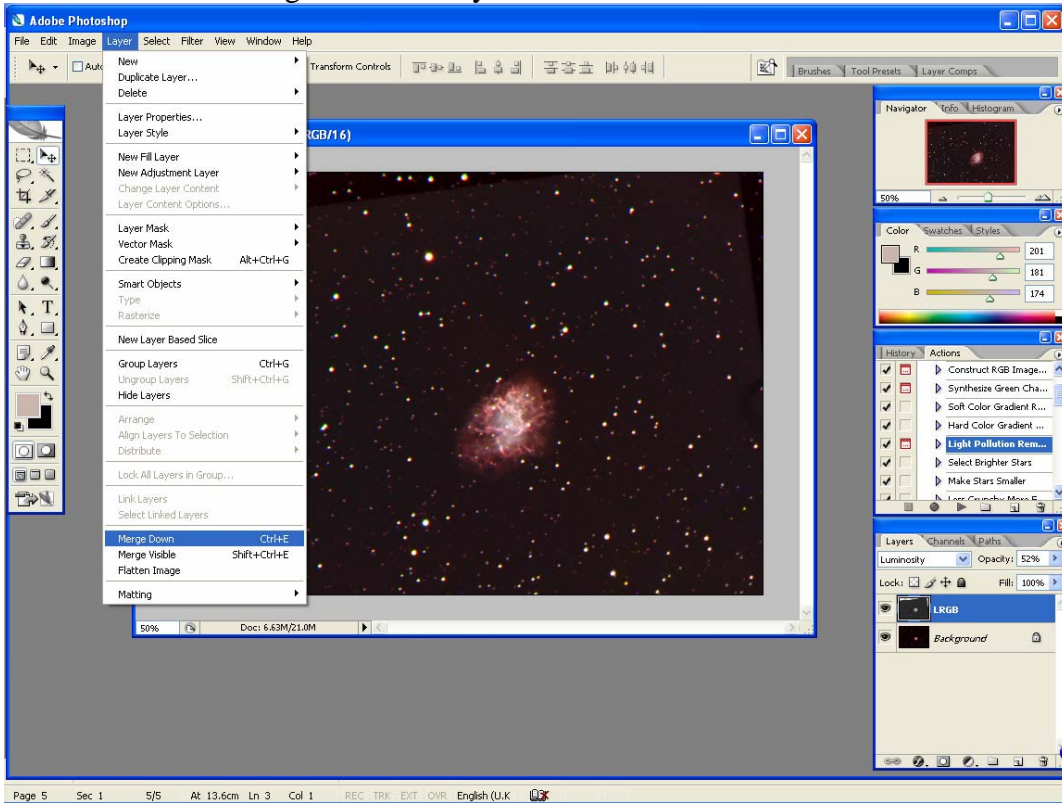 Adobe Photoshop
File Edit Image Layer Select Filter View Window Help
Transform Controls
Brushes Tool Presets Layer Comps
New
Duplicate Layer...
Delete
Layer Properties...
Layer Style
New Fill Layer
New Adjustment Layer
Change Layer Content
Layer Content Options...
Layer Mask
Vector Mask
Create Clipping Mask Alt+Ctrl+G
Smart Objects
Type
Rasterize
New Layer Based Slice
Group Layers Ctrl+G
Ungroup Layers Shift+Ctrl+G
Hide Layers
Arrange
Align Layers To Selection
Distribute
Lock All Layers in Group...
Link Layers
Select Linked Layers
Merge Down Ctrl+E
Merge Visible Shift+Ctrl+E
Flatten Image
Matting
RGB/16)
50% Doc: 6.63M/21.0M
Navigator Info Histogram
50%
Color Swatches Styles
R 201
G 181
B 174
History Actions
Construct RGB Image...
Synthesize Green Cha...
Soft Color Gradient R...
Hard Color Gradient ...
Light Pollution Rem...
Select Brighter Stars
Make Stars Smaller
Layers Channels Paths
Luminosity Opacity: 52%
Lock: Fill: 100%
LRGB
Background
Page 5 Sec 1 5/5 At 13.6cm Ln 3 Col 1 REC TRK EXT OVR English (U.K